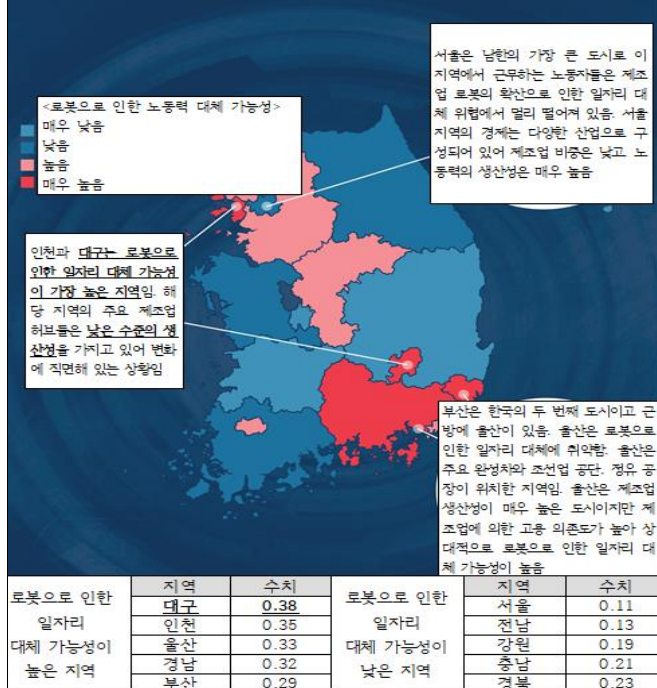 서울은 남한의 가장 큰 도시로 이
지역에서 근무하는 노동자들은 제조
업 로봇의 확산으로 인한 일자리 대
체 위협에서 멀리 떨어져 있음. 서울
지역의 경제는 다양한 산업으로 구
성되어 있어 제조업 비중은 낮고 노
동력의 생산성은 매우 높음
<로봇으로 인한 노동력 대체 가능성>
매우 낮음
낮음
높음
매우 높음
인천과 대구는 로봇으로
인한 일자리 대체 가능성
이 가장 높은 지역임. 해
당 지역의 주요 제조업
허브들은 낮은 수준의 생
산성을 가지고 있어 변화
에 직면해 있는 상황임
부산은 한국의 두 번째 도시이고 근
방에 울산이 있음. 울산은 로봇으로
인한 일자리 대체에 취약함. 울산은
주요 완성차와 조선업 공단, 정유 공
장이 위치한 지역임. 울산은 제조업
생산성이 매우 높은 도시이지만 제
조업에 의한 고용 의존도가 높아 상
대적으로 로봇으로 인한 일자리 대
체 가능성이 높음
로봇으로 인한
일자리
대체 가능성이
높은 지역
지역 수치
대구 0.38
인천 0.35
울산 0.33
경남 0.32
부산 0.29
로봇으로 인한
일자리
대체 가능성이
낮은 지역
지역 수치
서울 0.11
전남 0.13
강원 0.19
충남 0.21
경북 0.23